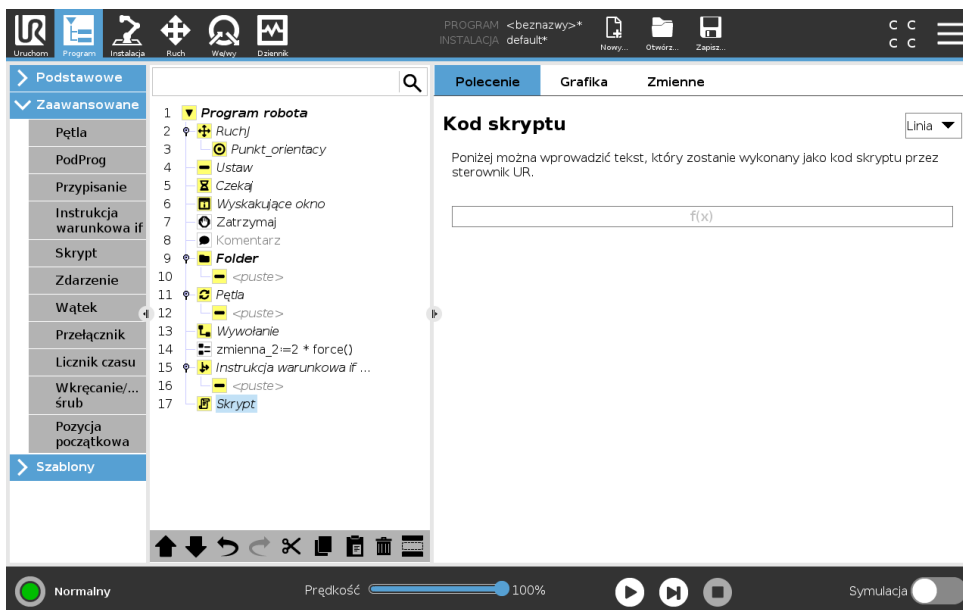 PROGRAM <beznazwy>*
INSTALACJA default*
C C
C C
Uruchom
Program
Instalacja
Ruch
We/wy
Dziennik
Nowy...
Otwórz...
Zapisz...
Podstawowe
Zaawansowane
Pętla
PodProg
Przypisanie
Instrukcja
warunkowa if
Skrypt
Zdarzenie
Wątek
Przełącznik
Licznik czasu
Wkręcanie/...
śrub
Pozycja
początkowa
Szablony
1 Program robota
2 RuchJ
3 Punkt_orientacy
4 Ustaw
5 Czekaj
6 Wyskakujące okno
7 Zatrzymaj
8 Komentarz
9 Folder
10 <puste>
11 Pętla
12 <puste>
13 Wywołanie
14 zmienna_2:=2 * force()
15 Instrukcja warunkowa if ...
16 <puste>
17 Skrypt
Polecenie Grafika Zmienne
Kod skryptu
Linia
Poniżej można wprowadzić tekst, który zostanie wykonany jako kod skryptu przez
sterownik UR.
f(x)
Normalny
Prędkość 100%
Symulacja